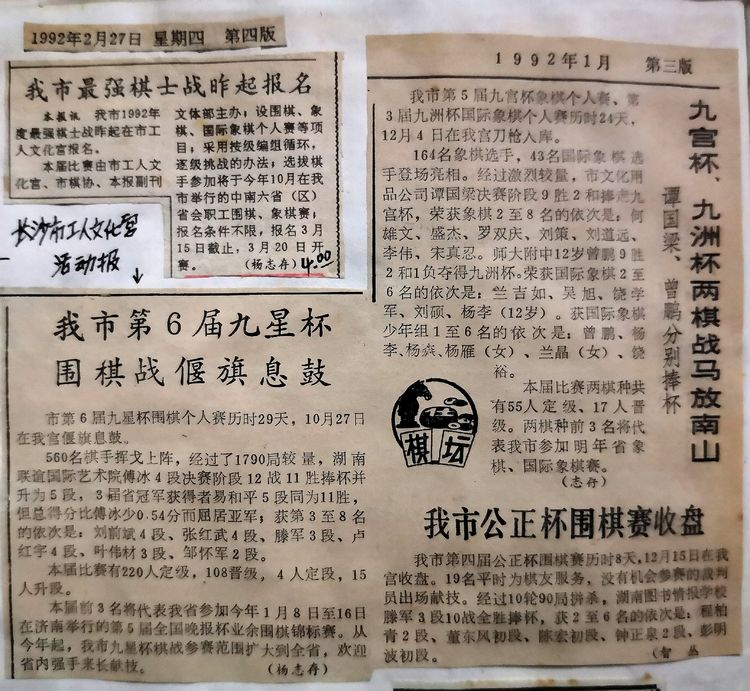 1992年2月27日 星期四 第四版
我市最强棋士战昨起报名
本报讯 我市1992年
度最强棋士战昨起在市工
人文化宫报名。
本届比赛由市工人文
化宫、市棋协、本报副刊
文体部主办；设围棋、象
棋、国际象棋个人赛等项
目；采用按级编组循环，
逐级挑战的办法；选拔棋
手参加将于今年10月在我
市举行的中南六省（区）
省会职工围棋、象棋赛；
报名条件不限，报名3月
15日截止，3月20日开
赛。 （杨志存）
4.00
长沙市工人文化宫
活动报
↓
我市第6届九星杯
围棋战偃旗息鼓
市第6届九星杯围棋个人赛历时29天，10月27日
在我宫偃旗息鼓。
560名棋手挥戈上阵，经过了1790局较量，湖南
联谊国际艺术院傅冰4段决赛阶段12战11胜捧杯并
升为5段，3届省冠军获得者易和平5段同为11胜，
但总得分比傅冰少0.54分而屈居亚军；获第3至8名
的依次是：刘前斌4段、张红武4段、滕军3段、卢
红宇4段、叶伟材3段、邹怀军2段。
本届比赛有220人定级，108晋级，4人定段，15
人升段。
本届前3名将代表我省参加今年1月8日至16日
在济南举行的第5届全国晚报杯业余围棋锦标赛。从
今年起，我市九星杯棋战参赛范围扩大到全省，欢迎
省内强手来长献技。 （杨志存）
1992年1月 第三版
九宫杯、九洲杯两棋战马放南山
谭国梁、曾鹏分别捧杯
我市第5届九宫杯象棋个人赛、第
3届九洲杯国际象棋个人赛历时24天，
12月4日在我宫刀枪入库。
164名象棋选手，43名国际象棋选
手登场亮相。经过激烈较量，市文化用
品公司谭国梁决赛阶段9胜2和捧走九
宫杯，荣获象棋2至8名的依次是：何
雄文、盛杰、罗双庆、刘策、刘道远、
李伟、宋真忍。师大附中12岁曾鹏9胜
2和1负夺得九洲杯。荣获国际象棋2至
6名的依次是：兰吉如、吴旭、饶学
军、刘硕、杨李（12岁）。获国际象棋
少年组1至6名的依次是：曾鹏、杨
李、杨焱、杨雁（女）、兰晶（女）、饶
裕。
本届比赛两棋种共
有55人定级、17人晋
级。两棋种前3名将代
表我市参加明年省象
棋、国际象棋赛。
（志存）
棋坛
我市公正杯围棋赛收盘
我市第四届公正杯围棋赛历时8天，12月15日在我
宫收盘。19名平时为棋友服务，没有机会参赛的裁判
员出场献技。经过10轮90局拼杀，湖南图书情报学校
滕军3段10战全胜捧杯，获2至6名的依次是：程柏
青2段、董东风初段、陈宏初段、钟正泉2段、彭明
波初段。 （智丛）